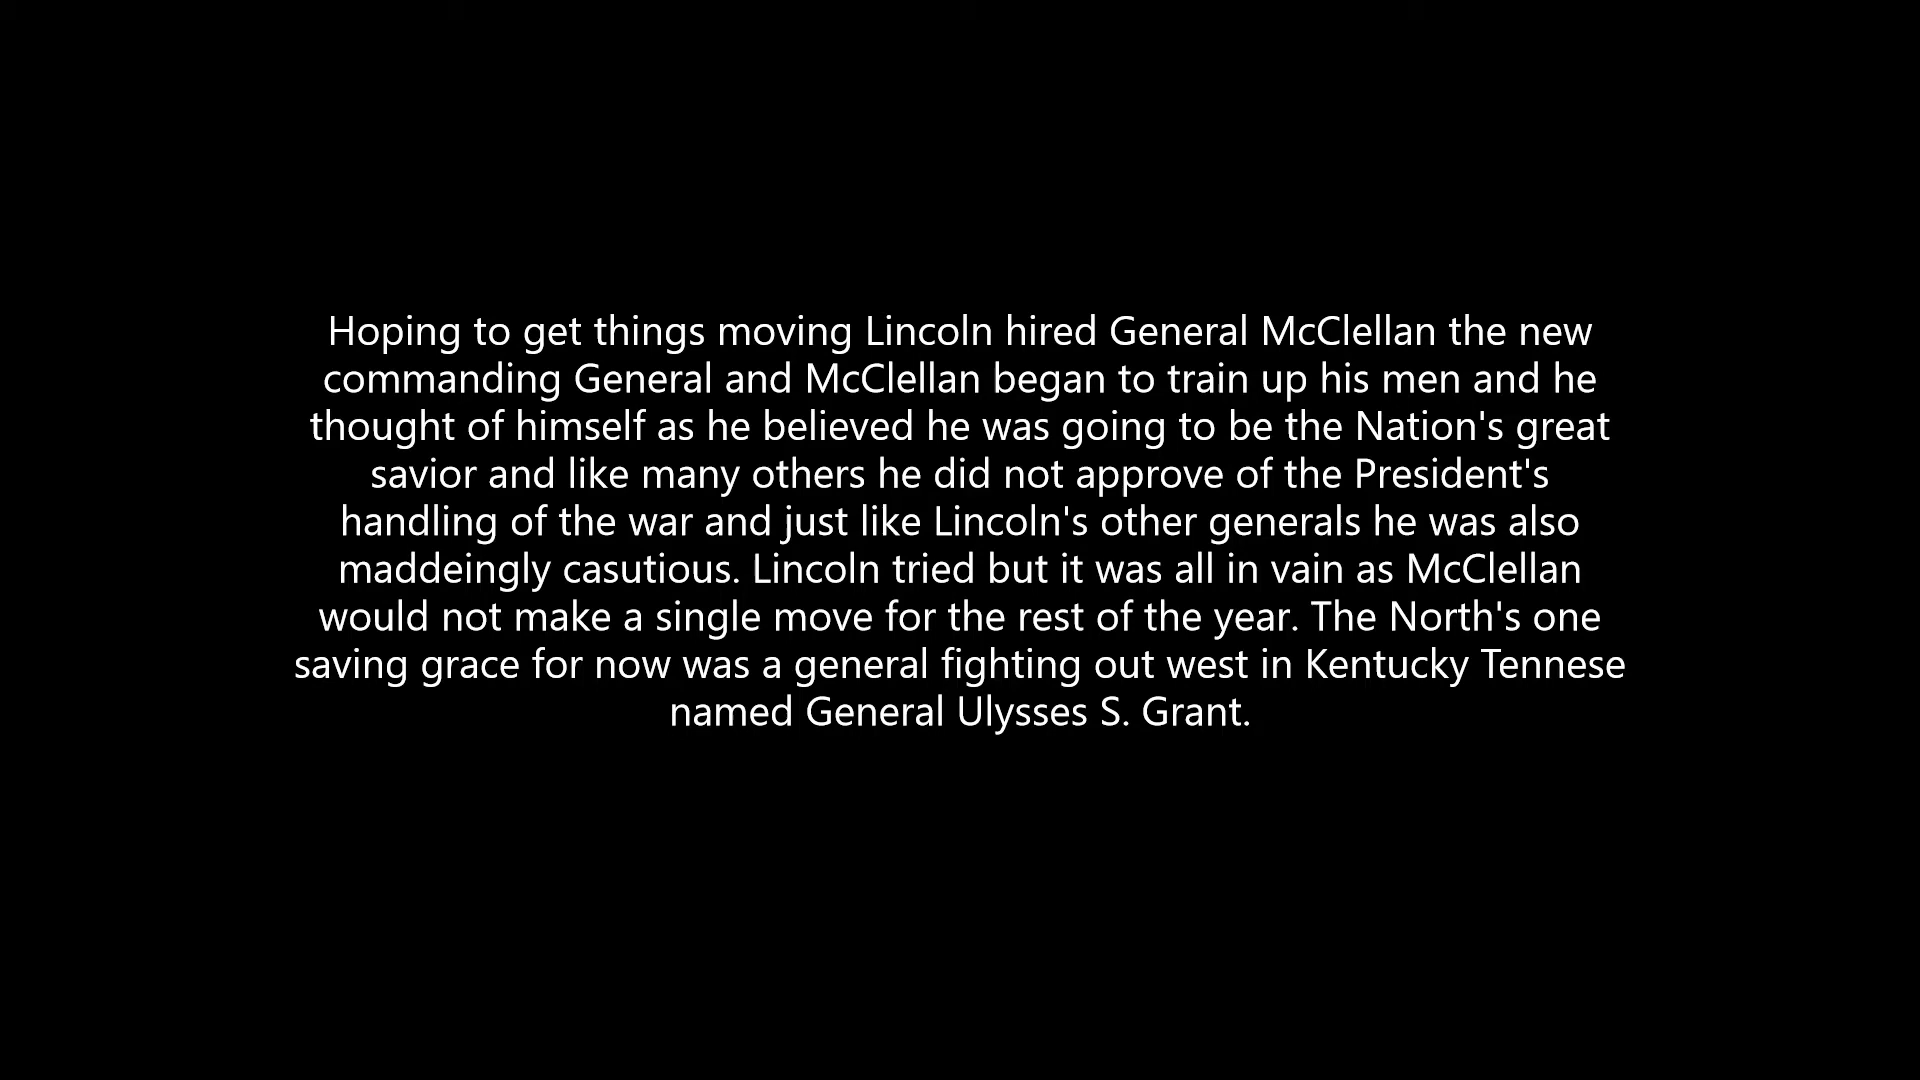 Hoping to get things moving Lincoln hired General McClellan the new
commanding General and McClellan began to train up his men and he
thought of himself as he believed he was going to be the Nation's great
savior and like many others he did not approve of the President's
handling of the war and just like Lincoln's other generals he was also
maddeingly casutious. Lincoln tried but it was all in vain as McClellan
would not make a single move for the rest of the year. The North's one
saving grace for now was a general fighting out west in Kentucky Tennese
named General Ulysses S. Grant.